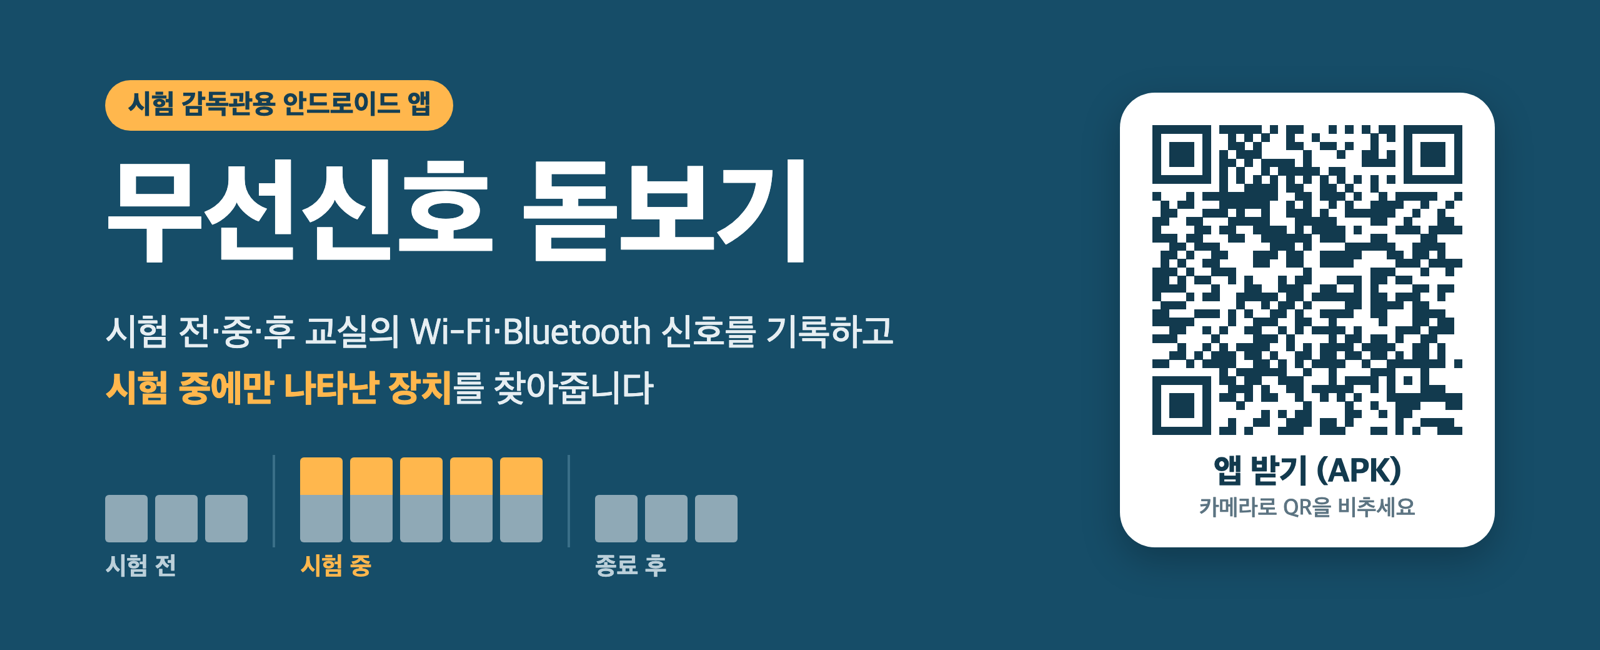 시험 감독관용 안드로이드 앱
무선신호 돋보기
시험 전·중·후 교실의 Wi-Fi·Bluetooth 신호를 기록하고
시험 중에만 나타난 장치를 찾아줍니다
시험 전
시험 중
종료 후
앱 받기 (APK)
카메라로 QR을 비추세요